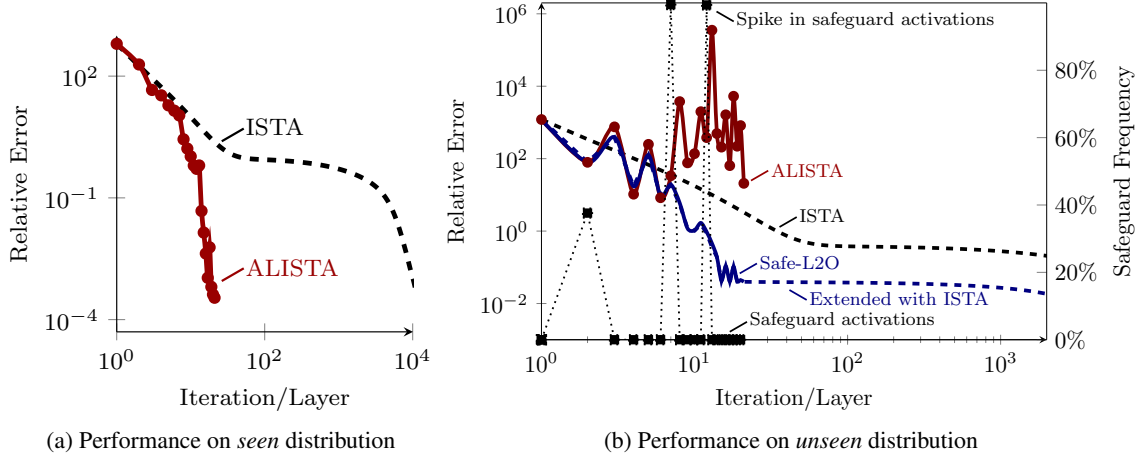 10^2
10^{-1}
10^{-4}
10^0
10^2
10^4
Relative Error
Iteration/Layer
ISTA
ALISTA
(a) Performance on seen distribution
10^6
10^4
10^2
10^0
10^{-2}
10^0
10^1
10^2
10^3
Relative Error
Iteration/Layer
80%
60%
40%
20%
0%
Safeguard Frequency
Spike in safeguard activations
ALISTA
ISTA
Safe-L2O
Extended with ISTA
Safeguard activations
(b) Performance on unseen distribution